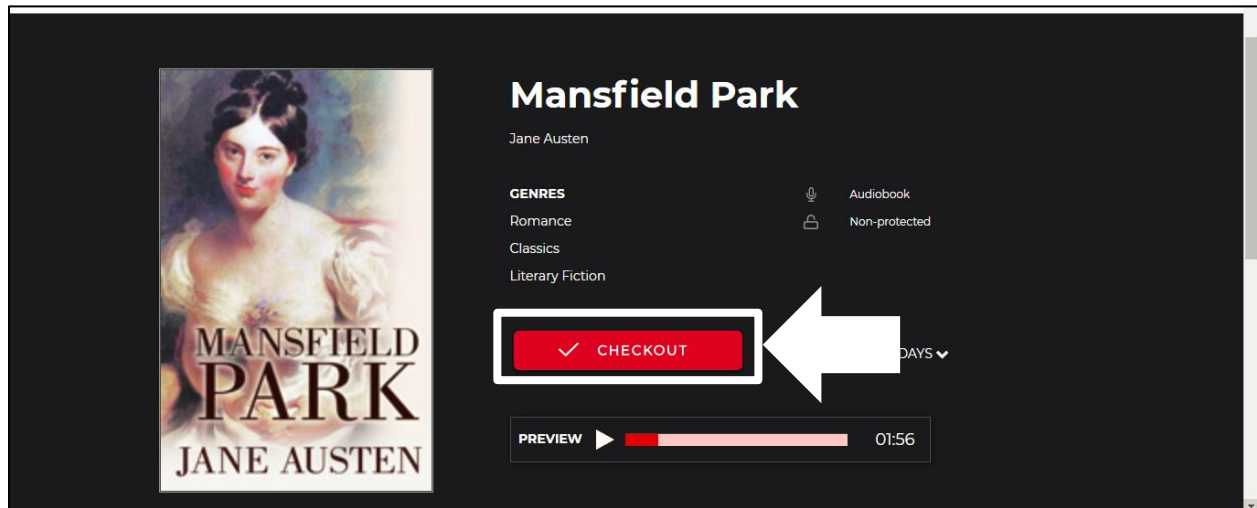 MANSFIELD
PARK
JANE AUSTEN
Mansfield Park
Jane Austen
GENRES
Romance
Classics
Literary Fiction
Audiobook
Non-protected
CHECKOUT
DAYS
PREVIEW 01:56